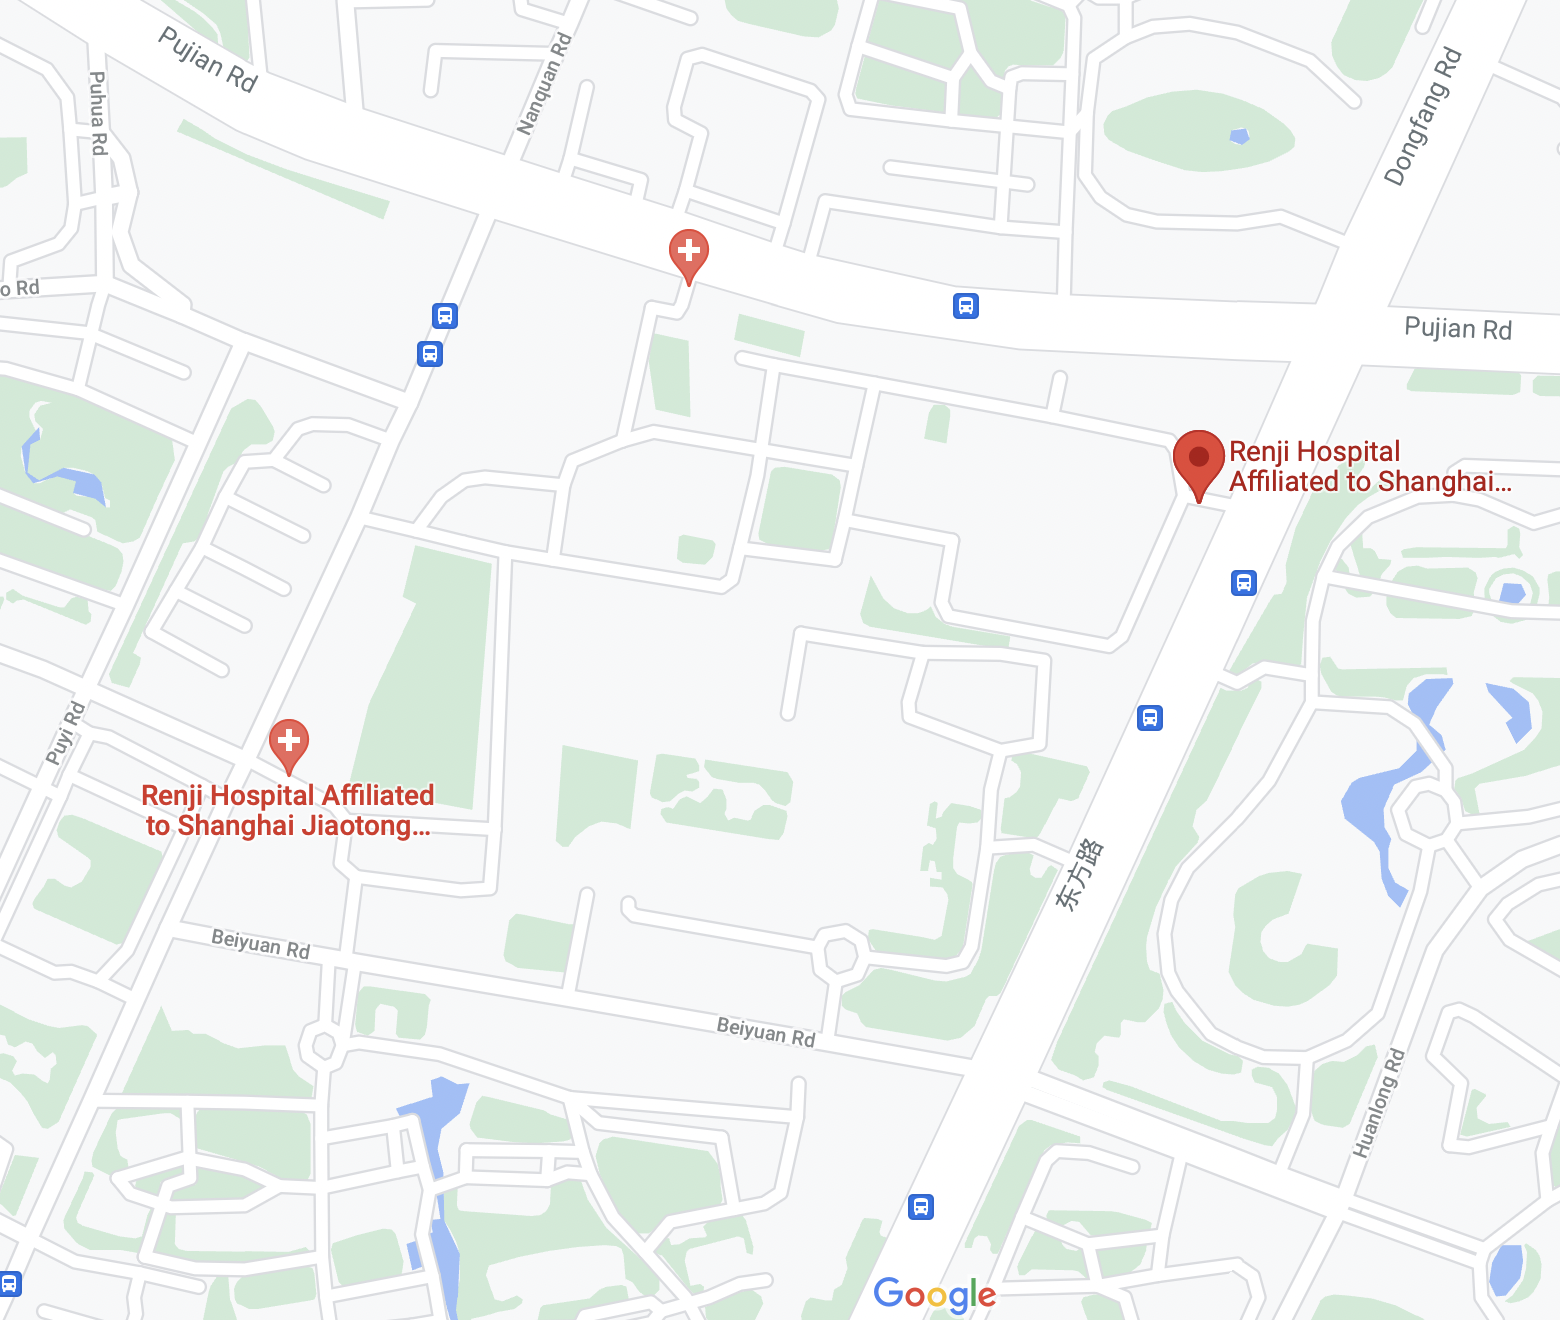 Pujian Rd
Nanquan Rd
Puhua Rd
Dongfang Rd
o Rd
Pujian Rd
Renji Hospital
Affiliated to Shanghai...
Puyi Rd
Renji Hospital Affiliated
to Shanghai Jiaotong...
东方路
Beiyuan Rd
Beiyuan Rd
Huanlong Rd
Google